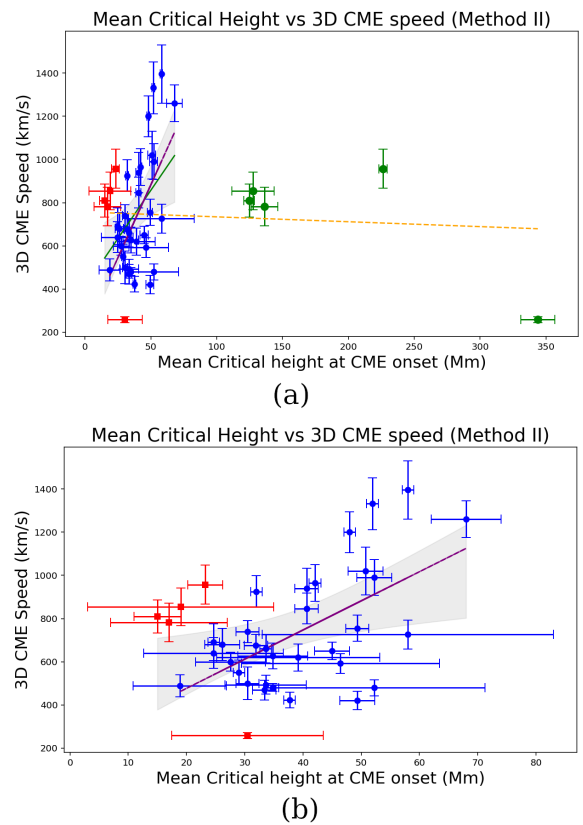 Mean Critical Height vs 3D CME speed (Method II)
3D CME Speed (km/s)
1400
1200
1000
800
600
400
200
0 50 100 150 200 250 300 350
Mean Critical height at CME onset (Mm)
(a)
Mean Critical Height vs 3D CME speed (Method II)
3D CME Speed (km/s)
1400
1200
1000
800
600
400
200
0 10 20 30 40 50 60 70 80
Mean Critical height at CME onset (Mm)
(b)